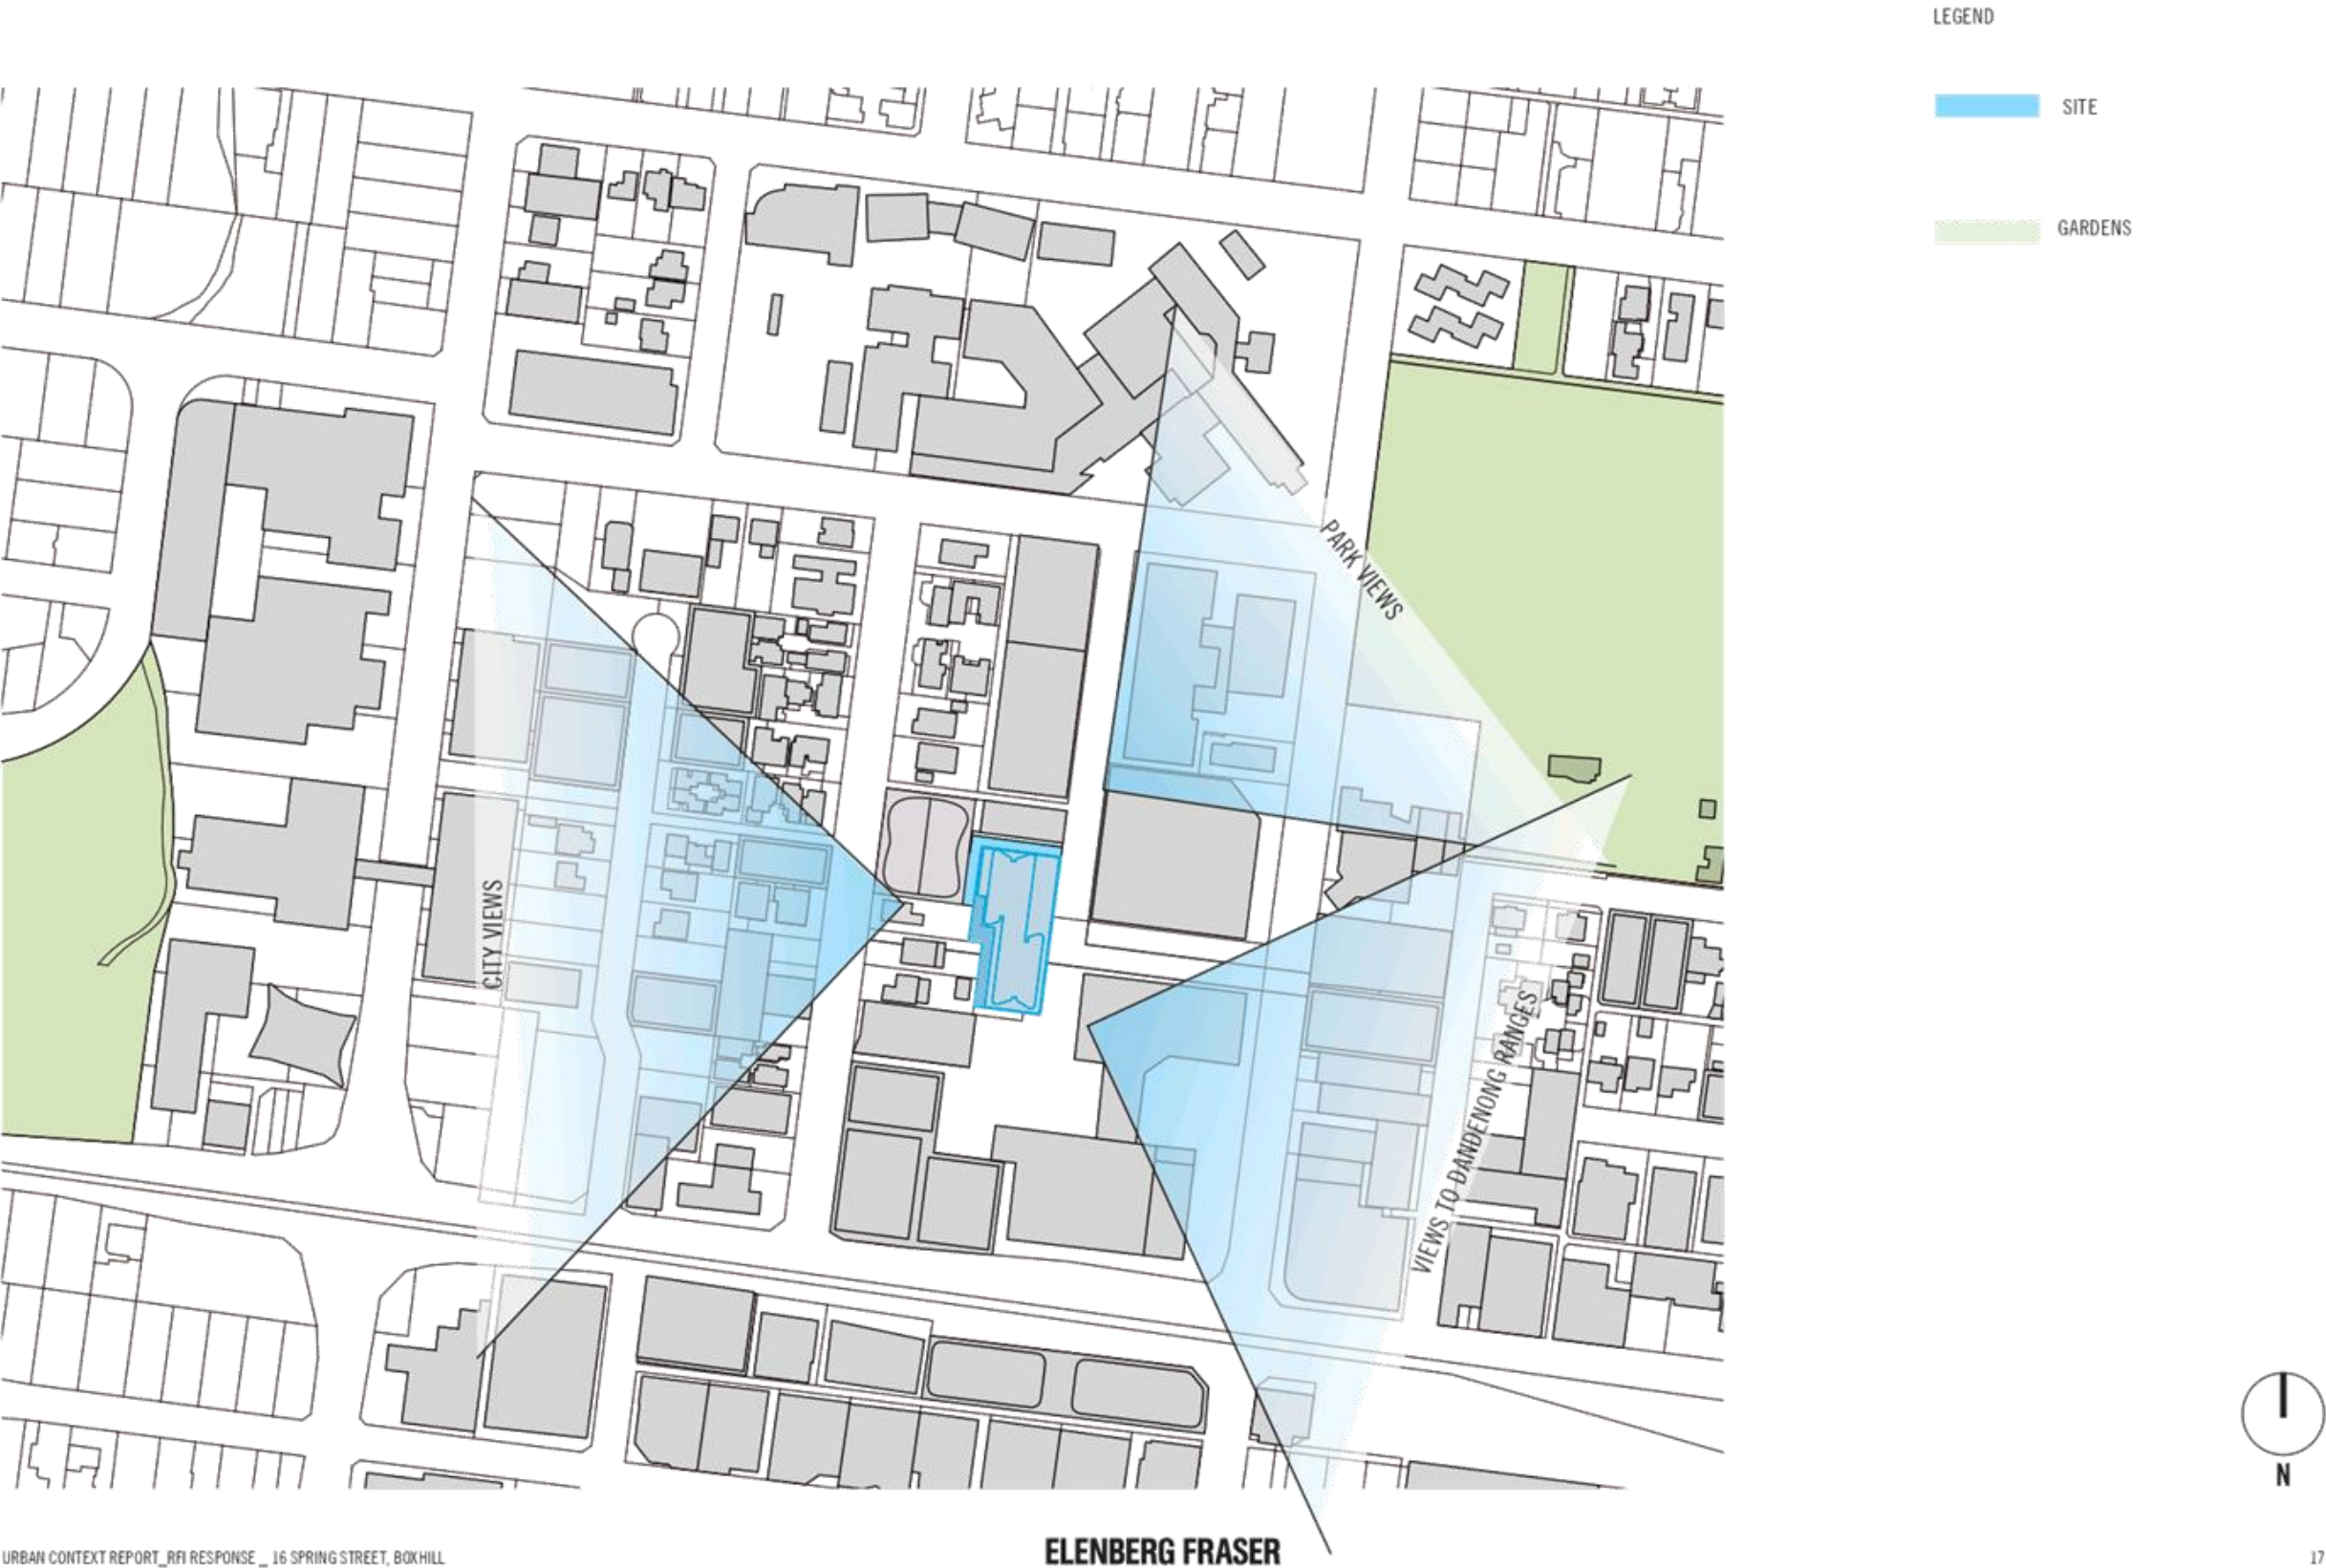 LEGEND
SITE
GARDENS
PARK VIEWS
CITY VIEWS
VIEWS TO DANDENONG RANGES
N
URBAN CONTEXT REPORT_RFI RESPONSE _ 16 SPRING STREET, BOXHILL
ELENBERG FRASER
17